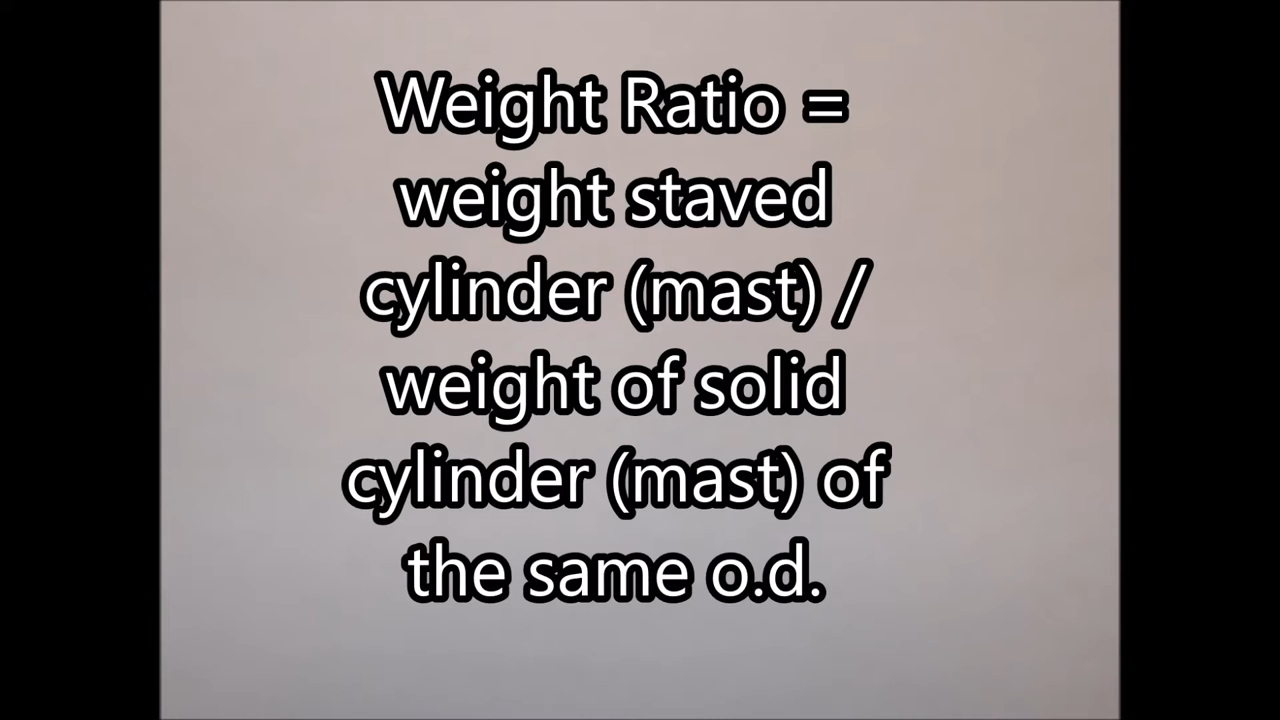 Weight Ratio =
weight staved
cylinder (mast) /
weight of solid
cylinder (mast) of
the same o.d.